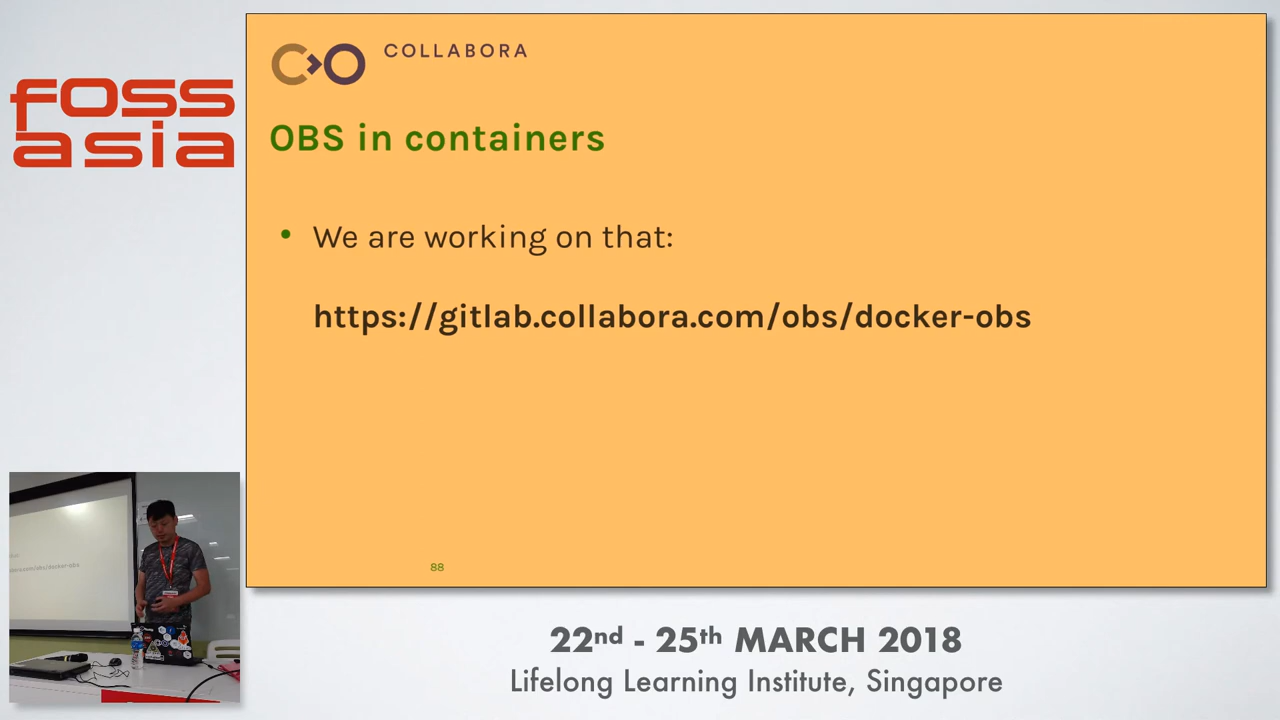 foss
asia
COLLABORA
OBS in containers
• We are working on that:
https://gitlab.collabora.com/obs/docker-obs
88
22nd - 25th MARCH 2018
Lifelong Learning Institute, Singapore